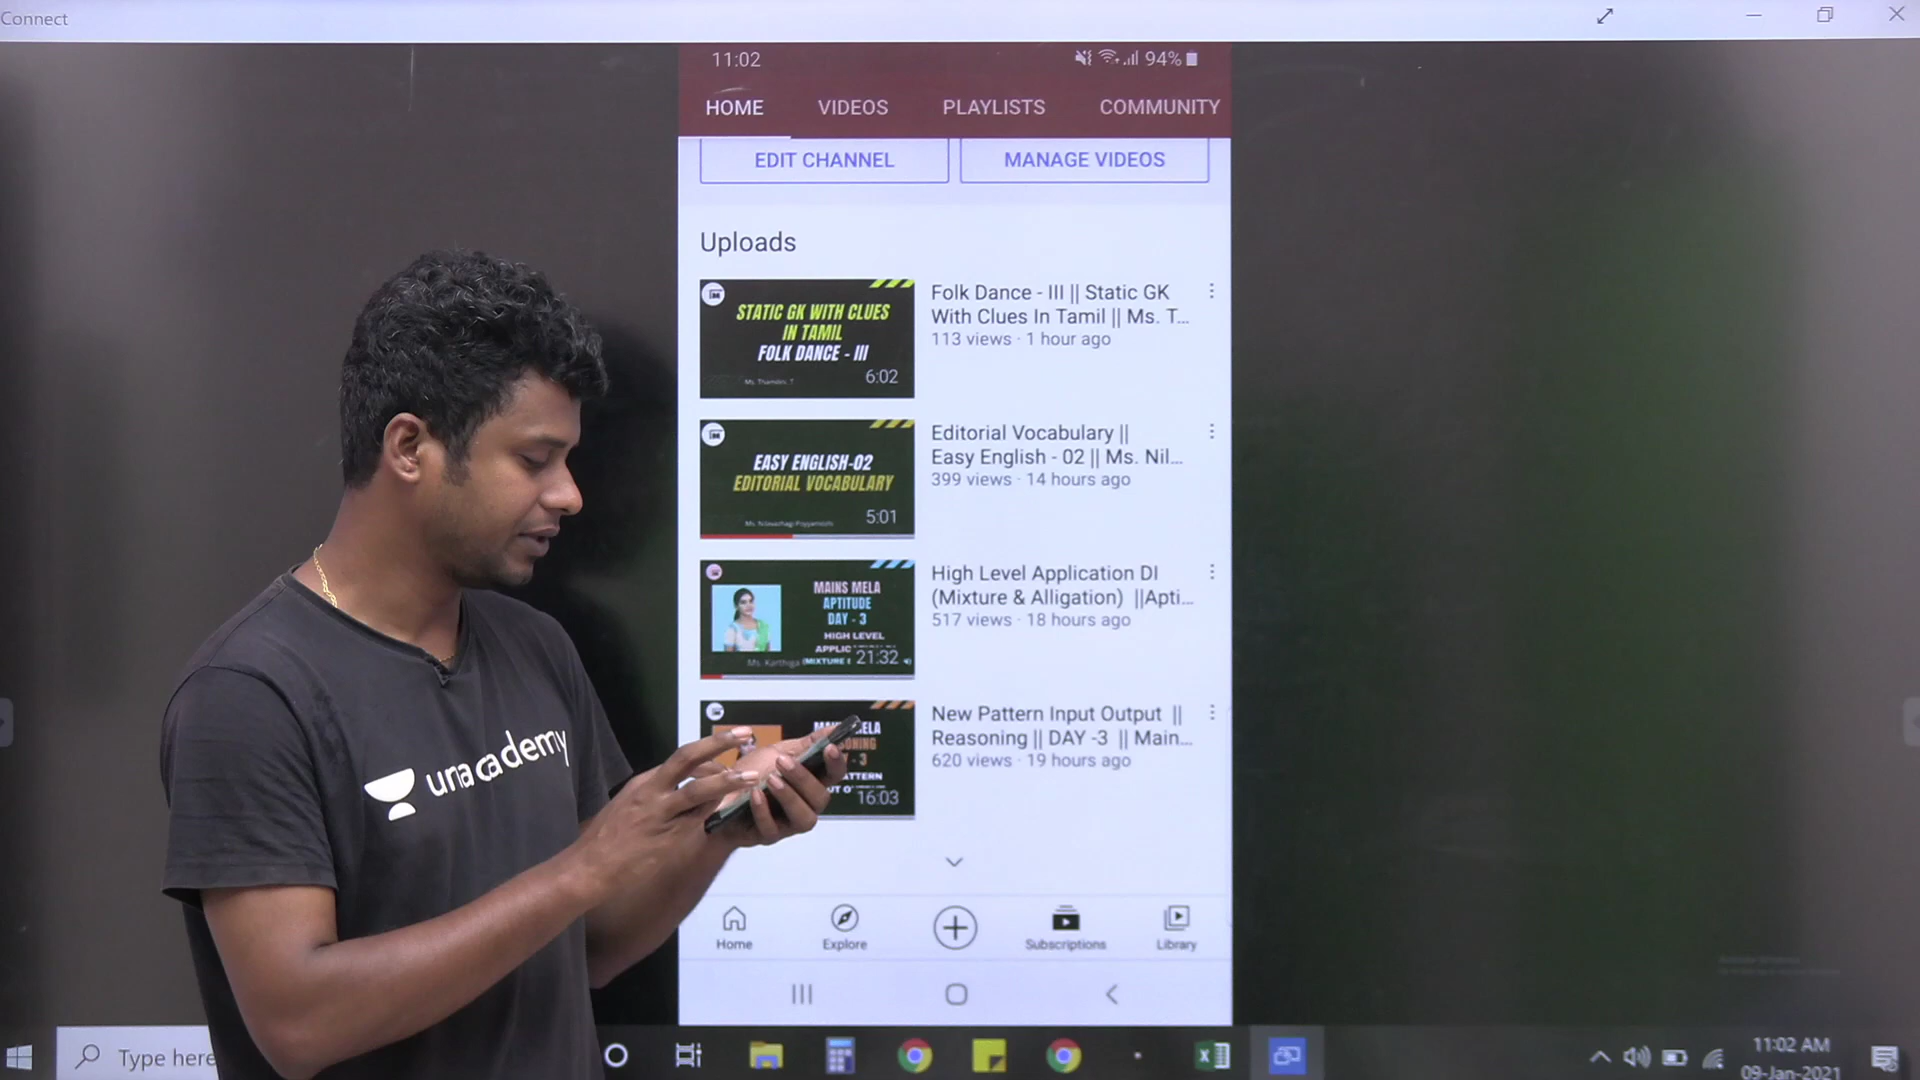 Connect
11:02
94%
HOME VIDEOS PLAYLISTS COMMUNITY
EDIT CHANNEL MANAGE VIDEOS
Uploads
STATIC GK WITH CLUES
IN TAMIL
FOLK DANCE - III
6:02
Folk Dance - III || Static GK
With Clues In Tamil || Ms. T...
113 views · 1 hour ago
EASY ENGLISH-02
EDITORIAL VOCABULARY
5:01
Editorial Vocabulary ||
Easy English - 02 || Ms. Nil...
399 views · 14 hours ago
MAINS MELA
APTITUDE
DAY - 3
HIGH LEVEL
Ms. Karthiga
(MIXTURE
21:32
High Level Application DI
(Mixture & Alligation) ||Apti...
517 views · 18 hours ago
16:03
New Pattern Input Output ||
Reasoning || DAY -3 || Main...
620 views · 19 hours ago
unacademy
Home Explore Subscriptions Library
Type here
11:02 AM
09-Jan-2021